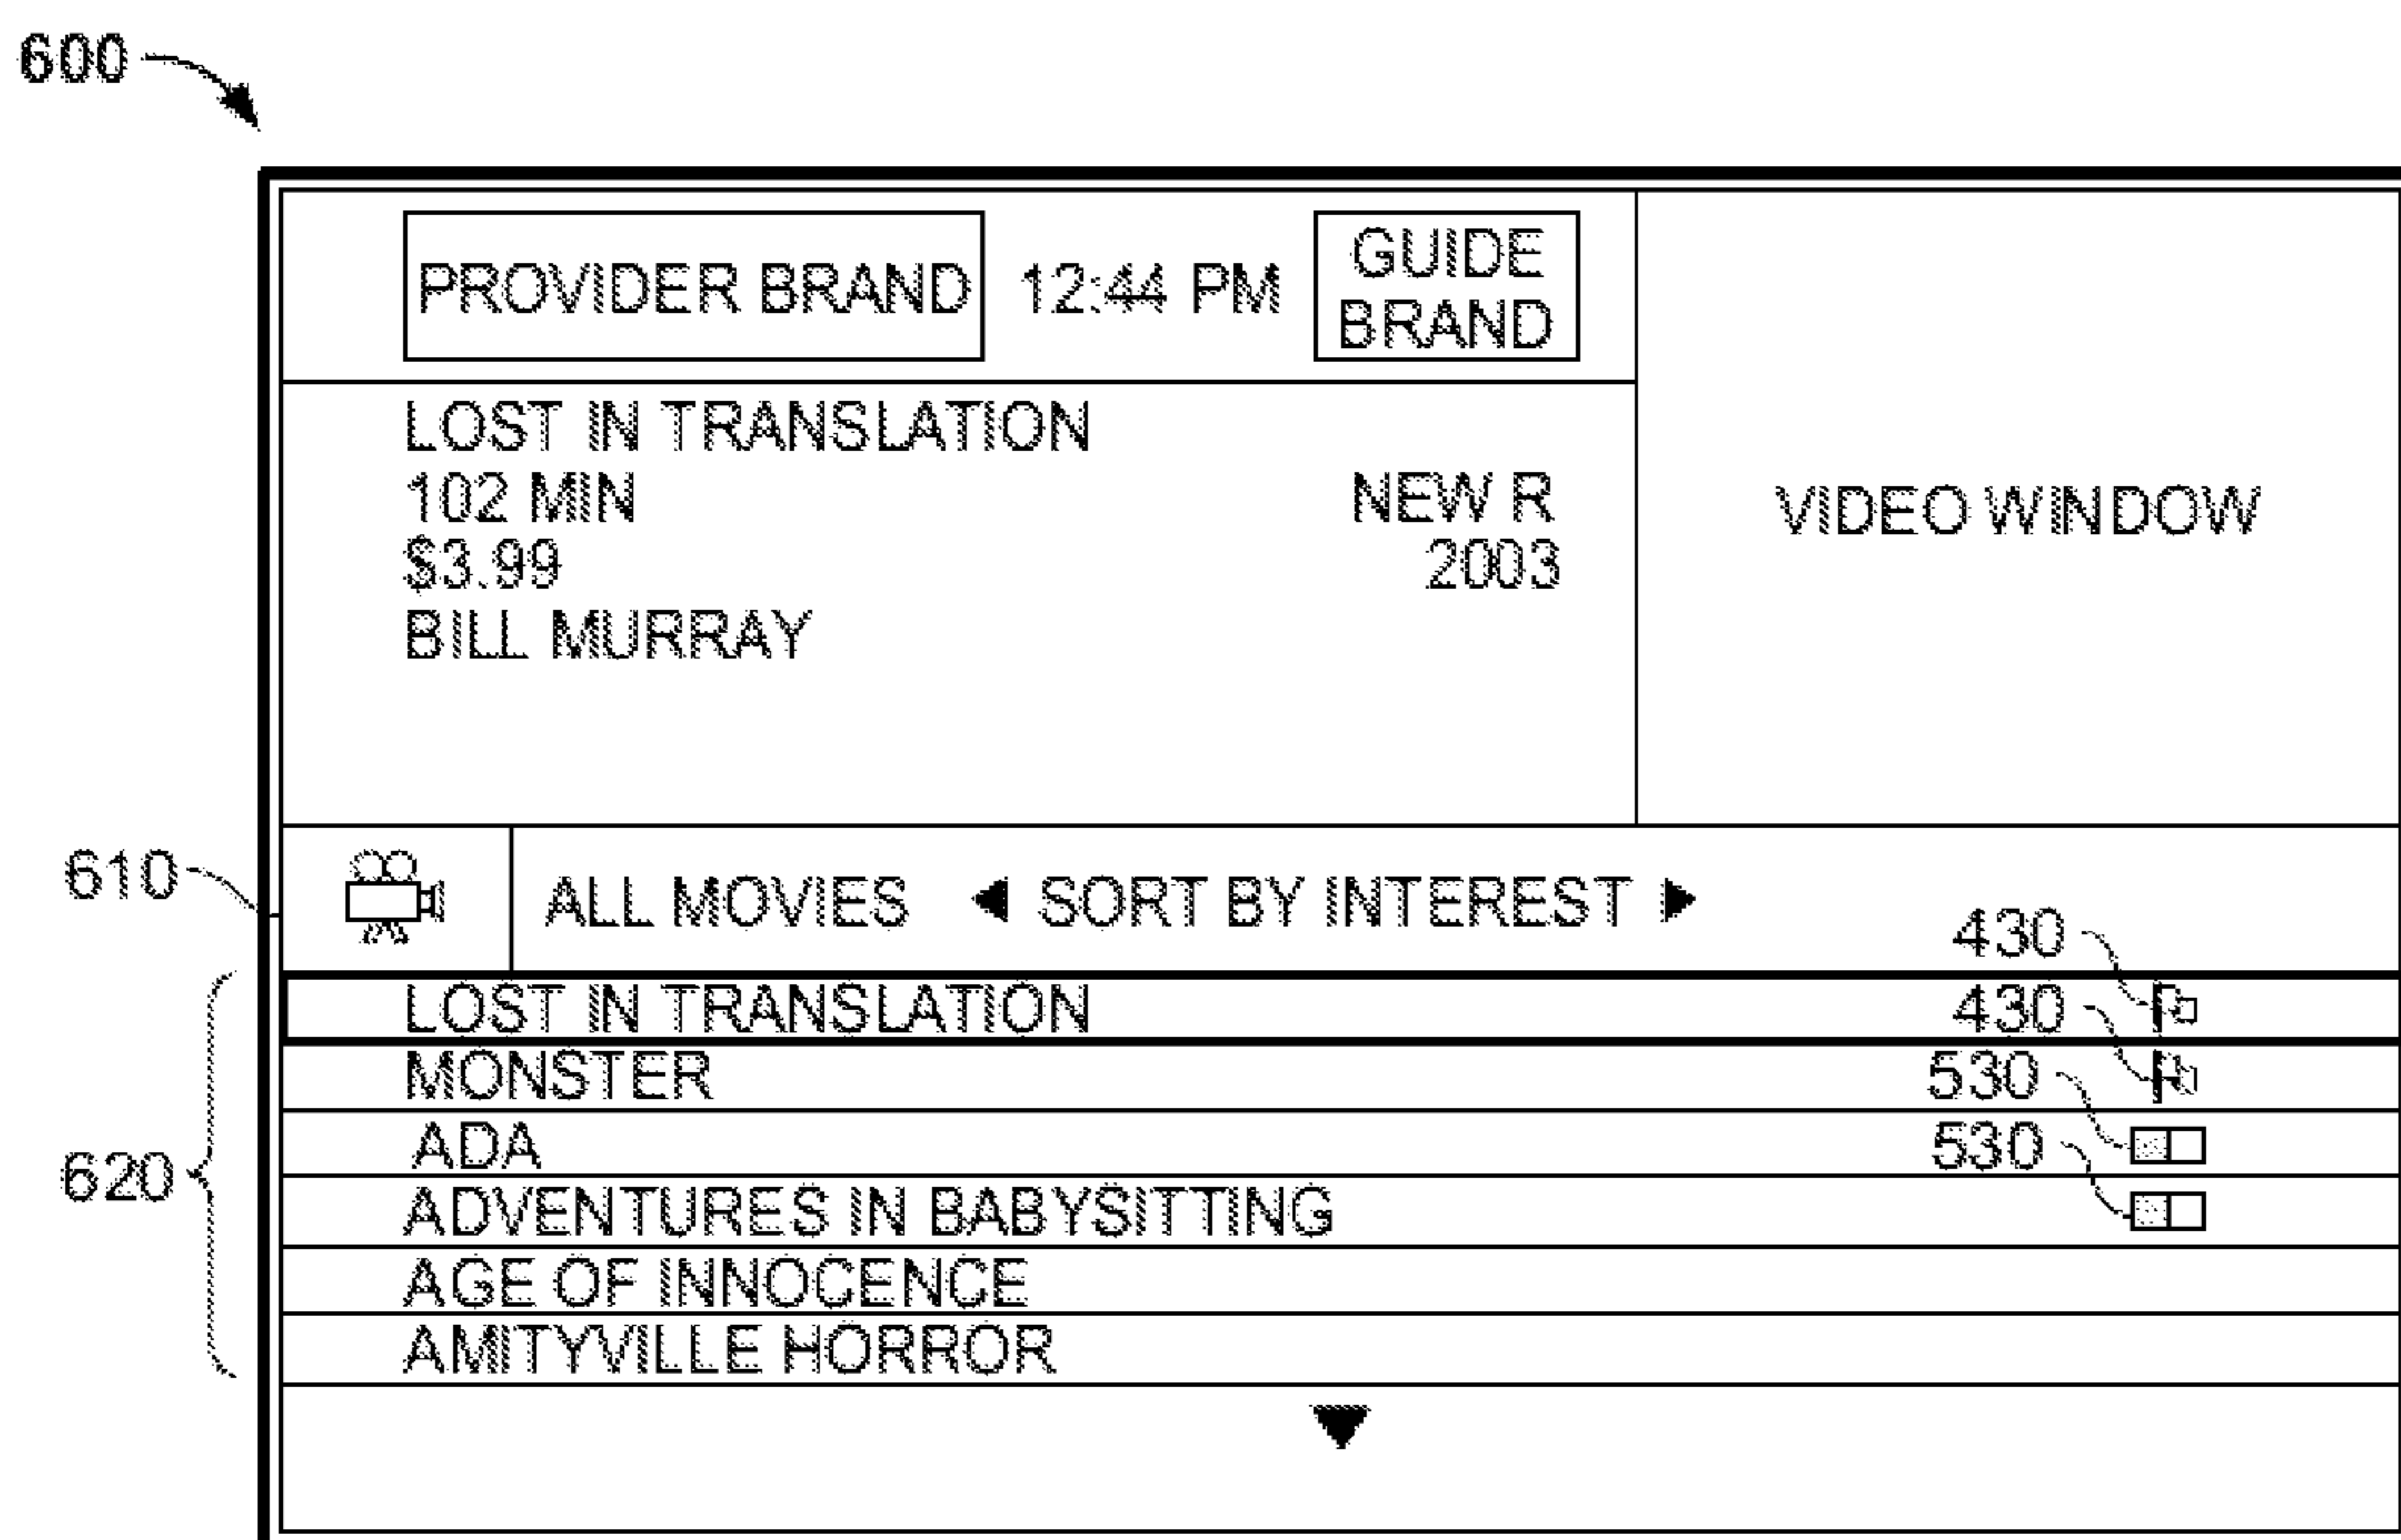 600
PROVIDER BRAND 12:44 PM GUIDE BRAND
LOST IN TRANSLATION
102 MIN NEW R
$3.99 2003
BILL MURRAY
VIDEO WINDOW
610
ALL MOVIES ◄ SORT BY INTEREST ►
430
LOST IN TRANSLATION 430
MONSTER 530
ADA 530
620
ADVENTURES IN BABYSITTING
AGE OF INNOCENCE
AMITYVILLE HORROR